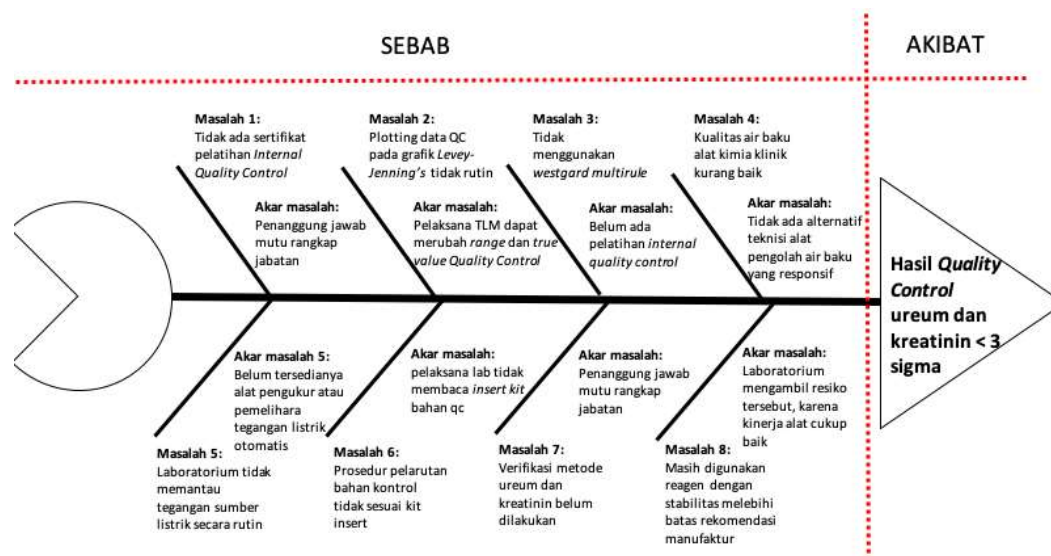 SEBAB
AKIBAT
Masalah 1:
Tidak ada sertifikat
pelatihan Internal
Quality Control
Masalah 2:
Plotting data QC
pada grafik Levey-
Jenning's tidak rutin
Masalah 3:
Tidak
menggunakan
westgard multirule
Masalah 4:
Kualitas air baku
alat kimia klinik
kurang baik
Akar masalah:
Penanggung jawab
mutu rangkap
jabatan
Akar masalah:
Pelaksana TLM dapat
merubah range dan true
value Quality Control
Akar masalah:
Belum ada
pelatihan internal
quality control
Akar masalah:
Tidak ada alternatif
teknisi alat
pengolah air baku
yang responsif
Hasil Quality
Control
ureum dan
kreatinin < 3
sigma
Akar masalah 5:
Belum tersedianya
alat pengukur atau
pemelihara
tegangan listrik
otomatis
Akar masalah:
pelaksana lab tidak
membaca insert kit
bahan qc
Akar masalah:
Penanggung jawab
mutu rangkap
jabatan
Akar masalah:
Laboratorium
mengambil resiko
tersebut, karena
kinerja alat cukup
baik
Masalah 5:
Laboratorium tidak
memantau
tegangan sumber
listrik secara rutin
Masalah 6:
Prosedur pelarutan
bahan kontrol
tidak sesuai kit
insert
Masalah 7:
Verifikasi metode
ureum dan
kreatinin belum
dilakukan
Masalah 8:
Masih digunakan
reagen dengan
stabilitas melebihi
batas rekomendasi
manufaktur